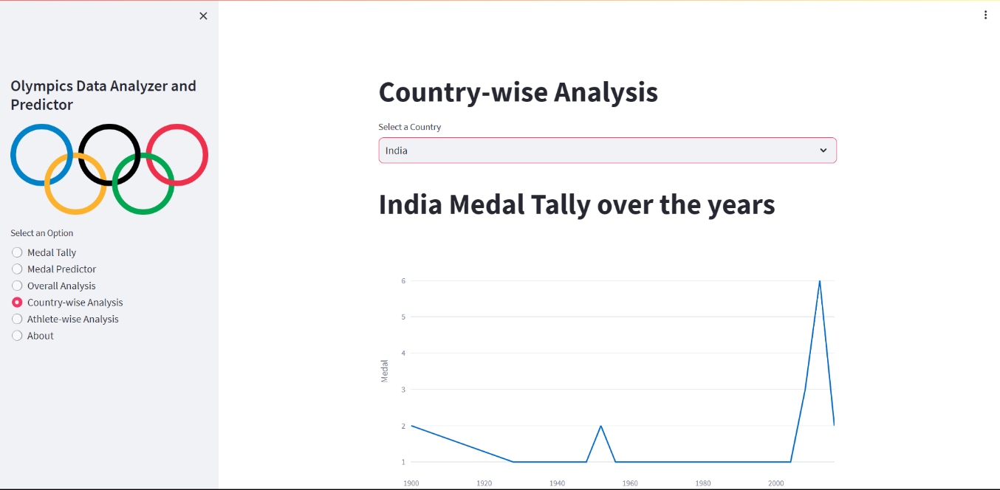 Olympics Data Analyzer and
Predictor
Select an Option
Medal Tally
Medal Predictor
Overall Analysis
Country-wise Analysis
Athlete-wise Analysis
About
Country-wise Analysis
Select a Country
India
India Medal Tally over the years
6
5
4
3
2
1
Medal
1900
1920
1940
1960
1980
2000